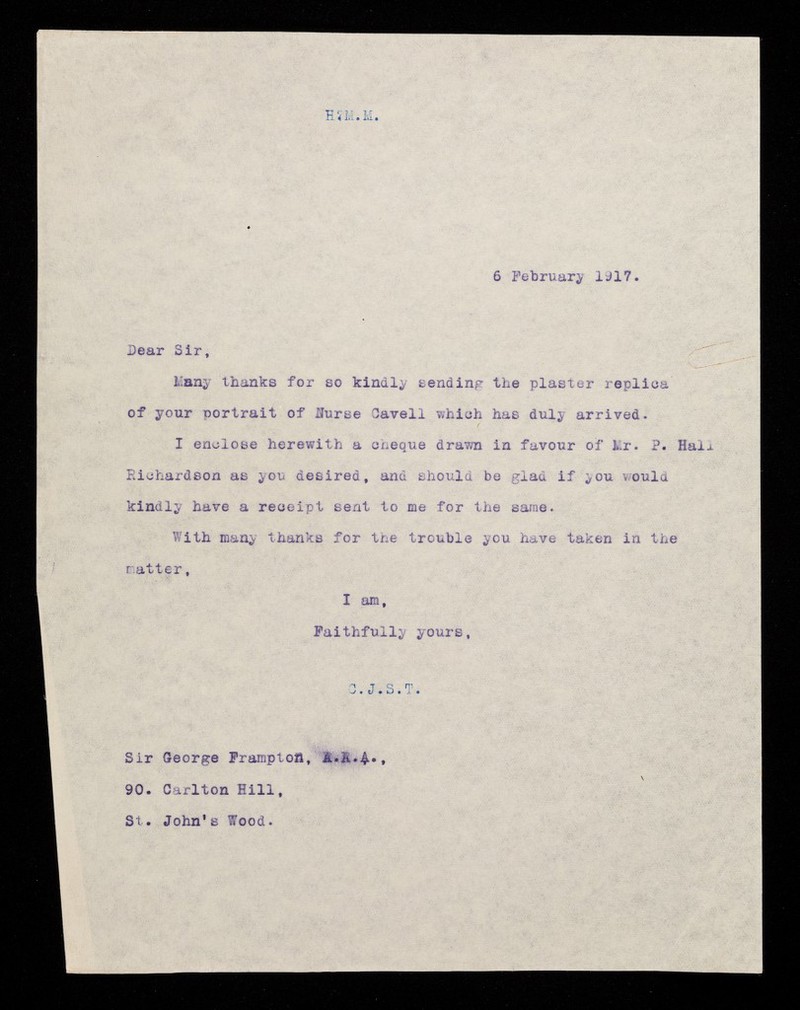 H?M.M.
6 February 1917.
Dear Sir,
Many thanks for so kindly sending the plaster replica
of your portrait of Nurse Cavell which has duly arrived.
I enclose herewith a cheque drawn in favour of Mr. P. Hall
Richardson as you desired, and should be glad if you would
kindly have a receipt sent to me for the same.
With many thanks for the trouble you have taken in the
matter,
I am,
Faithfully yours,
C.J.S.T.
Sir George Frampton,
90. Carlton Hill,
St. John's Wood.